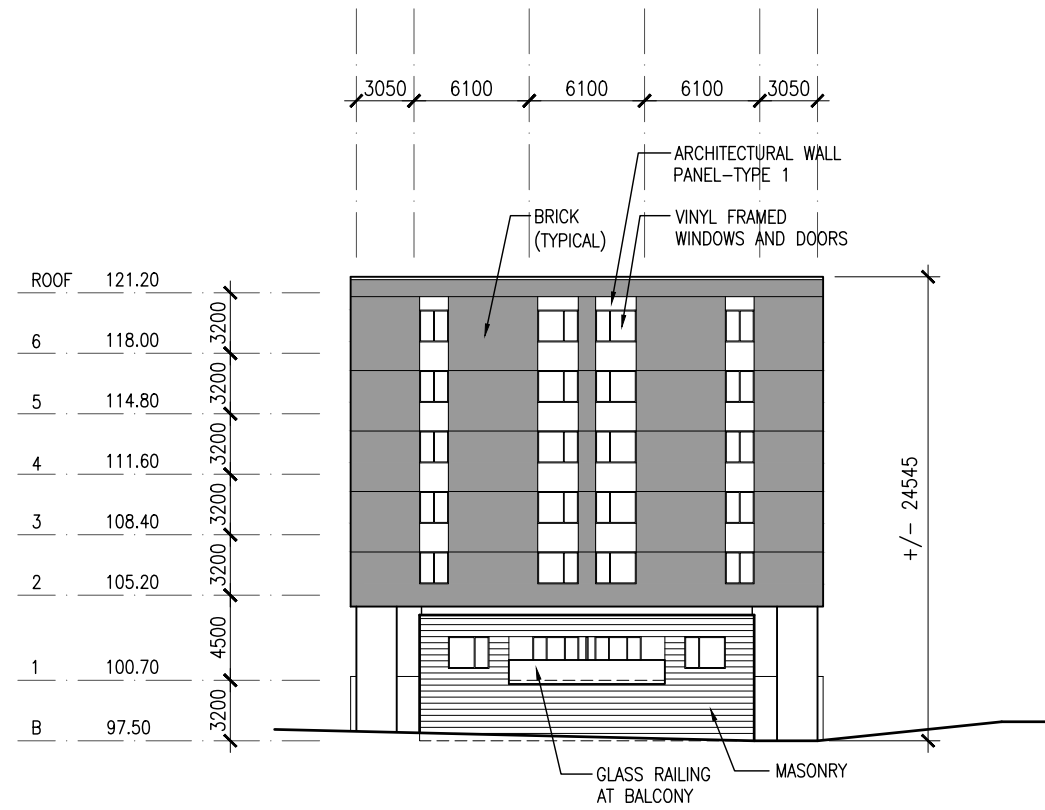 3050 6100 6100 6100 3050
ARCHITECTURAL WALL
PANEL-TYPE 1
BRICK
(TYPICAL)
VINYL FRAMED
WINDOWS AND DOORS
ROOF 121.20
3200
6 118.00
3200
5 114.80
3200
4 111.60
3200
3 108.40
3200
2 105.20
4500
1 100.70
3200
B 97.50
+/- 24545
GLASS RAILING
AT BALCONY
MASONRY